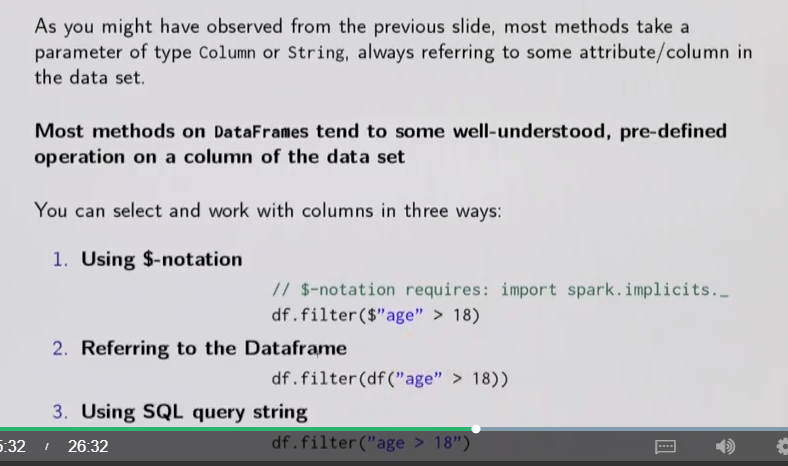 As you might have observed from the previous slide, most methods take a
parameter of type Column or String, always referring to some attribute/column in
the data set.
Most methods on DataFrames tend to some well-understood, pre-defined
operation on a column of the data set
You can select and work with columns in three ways:
1. Using $-notation
// $-notation requires: import spark.implicits._
df.filter($"age" > 18)
2. Referring to the Dataframe
df.filter(df("age" > 18))
3. Using SQL query string
df.filter("age > 18")
5:32 / 26:32